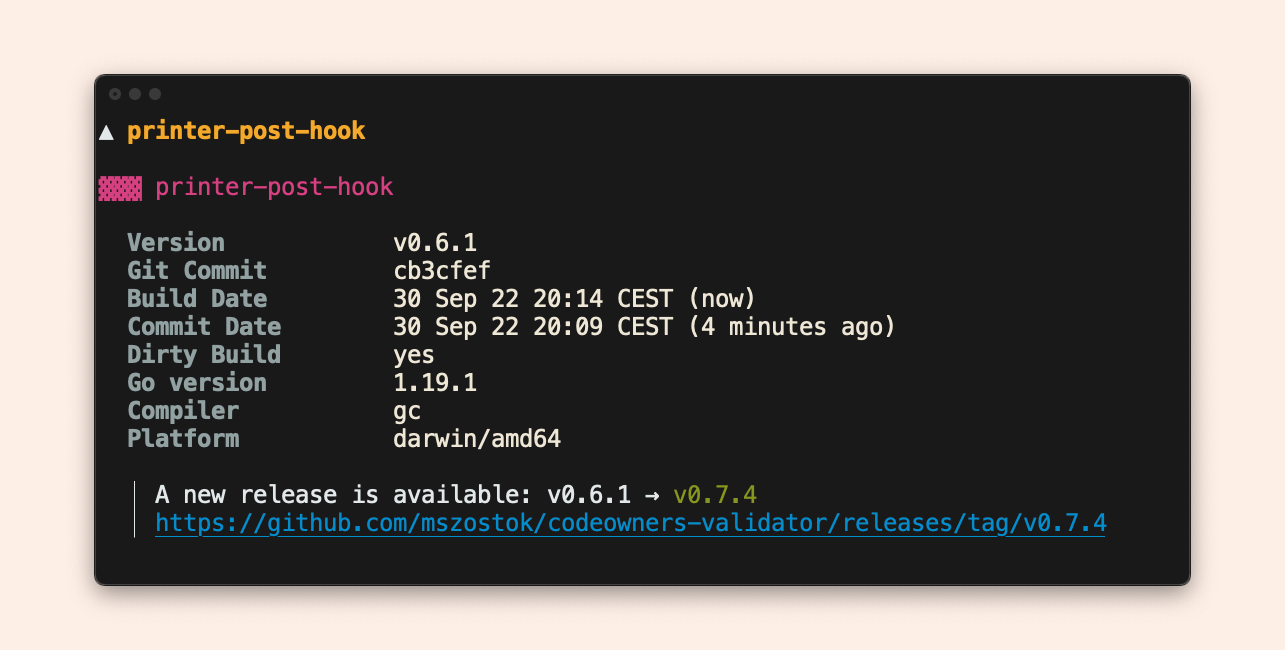 ▲ printer-post-hook
▓▓▓ printer-post-hook
Version v0.6.1
Git Commit cb3cfef
Build Date 30 Sep 22 20:14 CEST (now)
Commit Date 30 Sep 22 20:09 CEST (4 minutes ago)
Dirty Build yes
Go version 1.19.1
Compiler gc
Platform darwin/amd64
A new release is available: v0.6.1 → v0.7.4
https://github.com/mszostok/codeowners-validator/releases/tag/v0.7.4